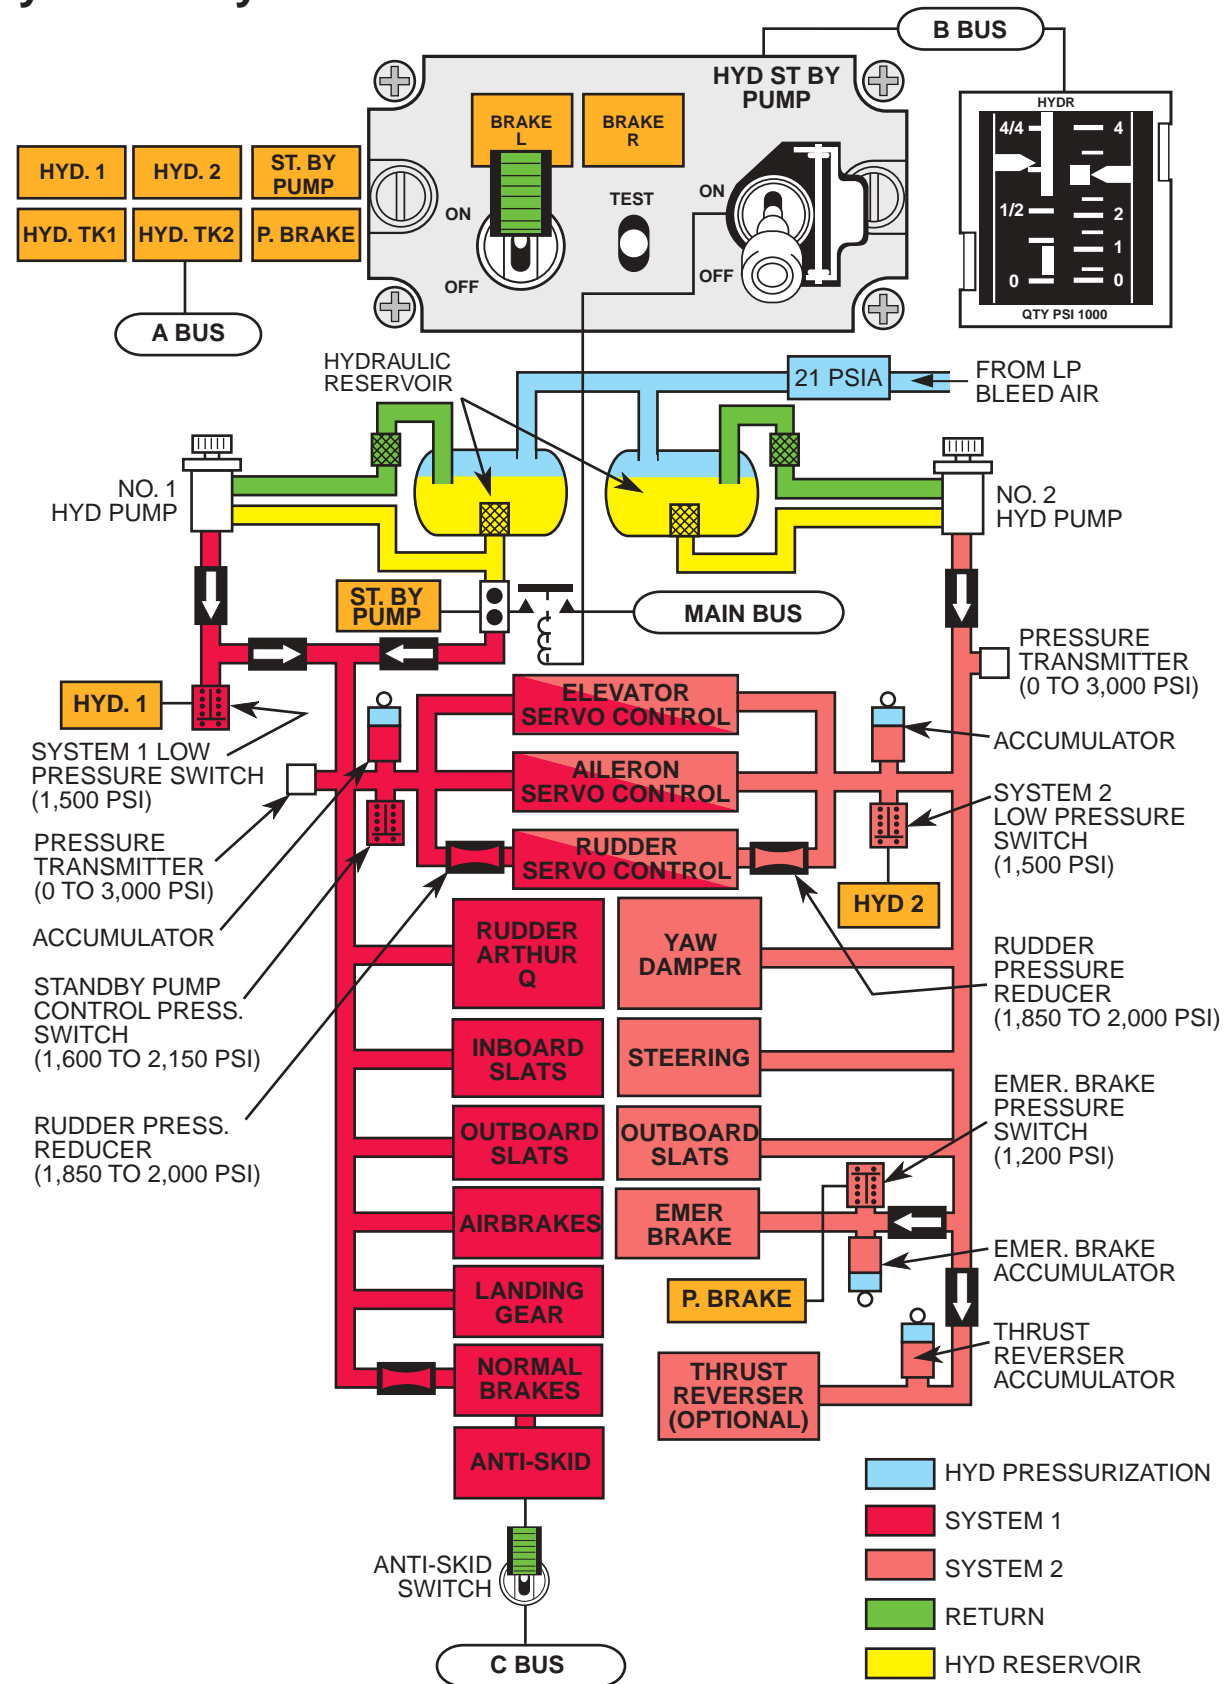 B BUS
HYD ST BY
PUMP
BRAKE
L
BRAKE
R
TEST
ON
OFF
ON
OFF
HYDR
4/4
4
1/2
2
1
0
0
QTY PSI 1000
HYD. 1
HYD. 2
ST. BY
PUMP
HYD. TK1
HYD. TK2
P. BRAKE
A BUS
HYDRAULIC
RESERVOIR
21 PSIA
FROM LP
BLEED AIR
NO. 1
HYD PUMP
NO. 2
HYD PUMP
ST. BY
PUMP
MAIN BUS
HYD. 1
SYSTEM 1 LOW
PRESSURE SWITCH
(1,500 PSI)
PRESSURE
TRANSMITTER
(0 TO 3,000 PSI)
ACCUMULATOR
STANDBY PUMP
CONTROL PRESS.
SWITCH
(1,600 TO 2,150 PSI)
RUDDER PRESS.
REDUCER
(1,850 TO 2,000 PSI)
ELEVATOR
SERVO CONTROL
AILERON
SERVO CONTROL
RUDDER
SERVO CONTROL
RUDDER
ARTHUR
Q
INBOARD
SLATS
OUTBOARD
SLATS
AIRBRAKES
LANDING
GEAR
NORMAL
BRAKES
ANTI-SKID
ANTI-SKID
SWITCH
C BUS
YAW
DAMPER
STEERING
OUTBOARD
SLATS
EMER
BRAKE
P. BRAKE
THRUST
REVERSER
(OPTIONAL)
HYD 2
PRESSURE
TRANSMITTER
(0 TO 3,000 PSI)
ACCUMULATOR
SYSTEM 2
LOW PRESSURE
SWITCH
(1,500 PSI)
RUDDER
PRESSURE
REDUCER
(1,850 TO 2,000 PSI)
EMER. BRAKE
PRESSURE
SWITCH
(1,200 PSI)
EMER. BRAKE
ACCUMULATOR
THRUST
REVERSER
ACCUMULATOR
HYD PRESSURIZATION
SYSTEM 1
SYSTEM 2
RETURN
HYD RESERVOIR